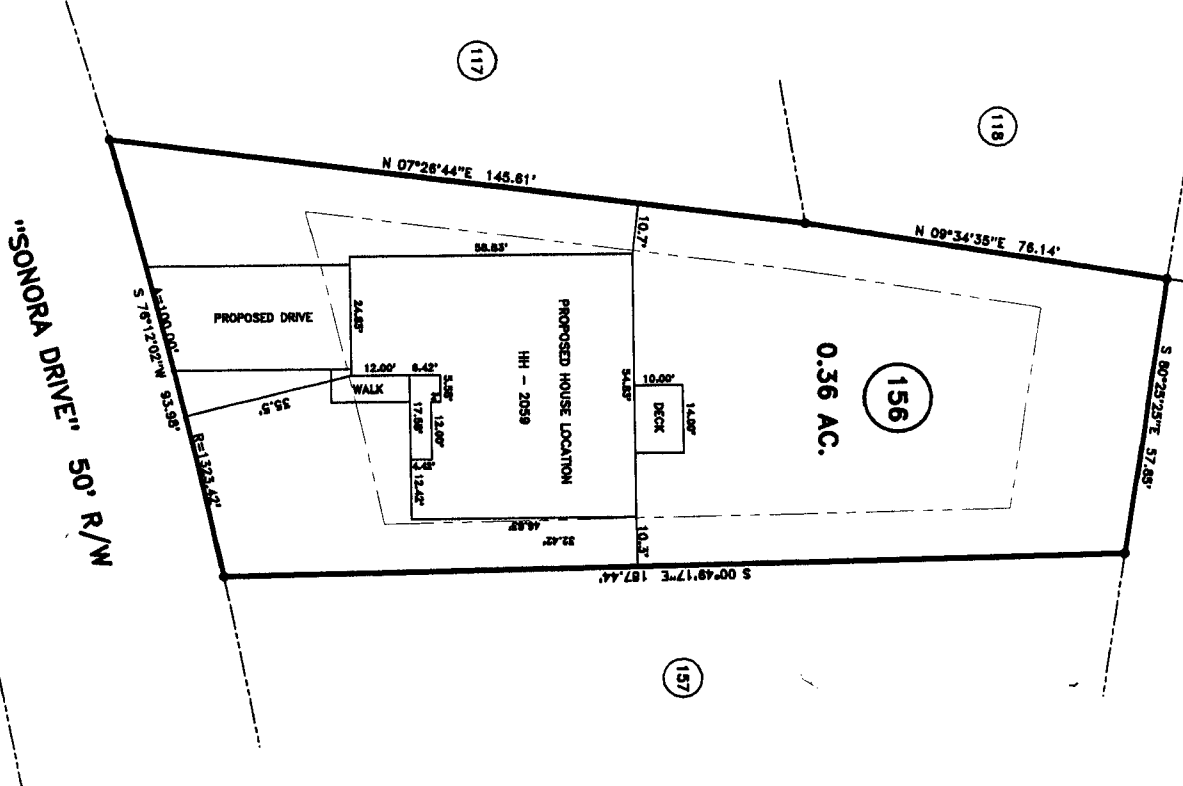 117
118
N 07°26'44"E 145.61'
N 09°34'35"E 76.14'
10.7'
58.83'
"SONORA DRIVE" 50' R/W
A=100.00'
S 76°12'02"W 93.98'
R=1323.42'
PROPOSED DRIVE
24.83'
PROPOSED HOUSE LOCATION
HH - 2059
54.83'
156
0.36 AC.
S 80°25'25"E 57.85'
12.00'
6.42'
5.58'
WALK
17.58'
12.00'
4.42'
12.42'
35.5'
10.00'
14.00'
DECK
46.83'
32.42'
10.3'
S 00°49'17"E 187.44'
157